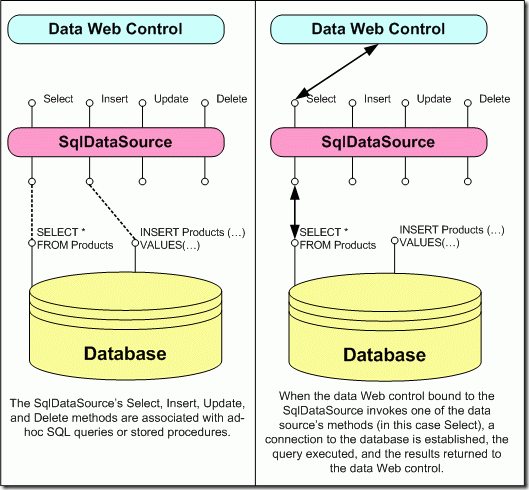 Data Web Control
Select Insert Update Delete
SqlDataSource
SELECT *
FROM Products
INSERT Products (...)
VALUES(...)
Database
The SqlDataSource's Select, Insert, Update,
and Delete methods are associated with ad-
hoc SQL queries or stored procedures.
Data Web Control
Select Insert Update Delete
SqlDataSource
SELECT *
FROM Products
INSERT Products (...)
VALUES(...)
Database
When the data Web control bound to the
SqlDataSource invokes one of the data
source's methods (in this case Select), a
connection to the database is established, the
query executed, and the results returned to
the data Web control.